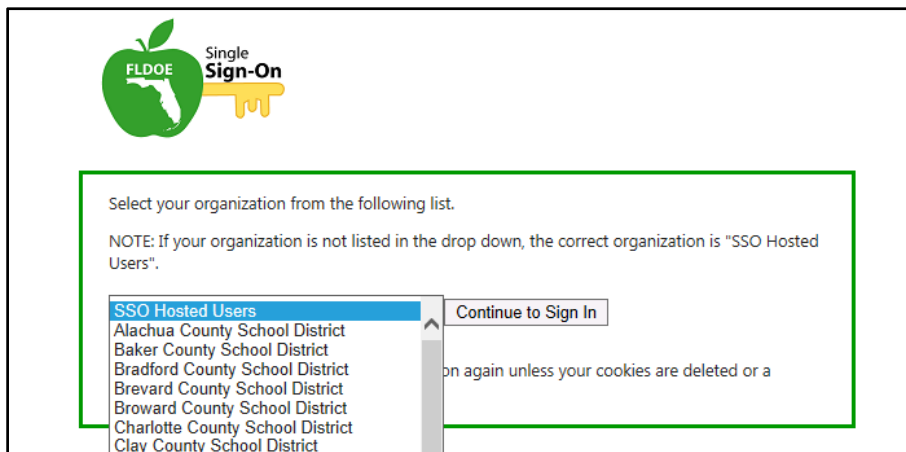 FLDOE
Single
Sign-On
Select your organization from the following list.
NOTE: If your organization is not listed in the drop down, the correct organization is "SSO Hosted
Users".
SSO Hosted Users
Continue to Sign In
Alachua County School District
Baker County School District
Bradford County School District
on again unless your cookies are deleted or a
Brevard County School District
Broward County School District
Charlotte County School District
Clay County School District